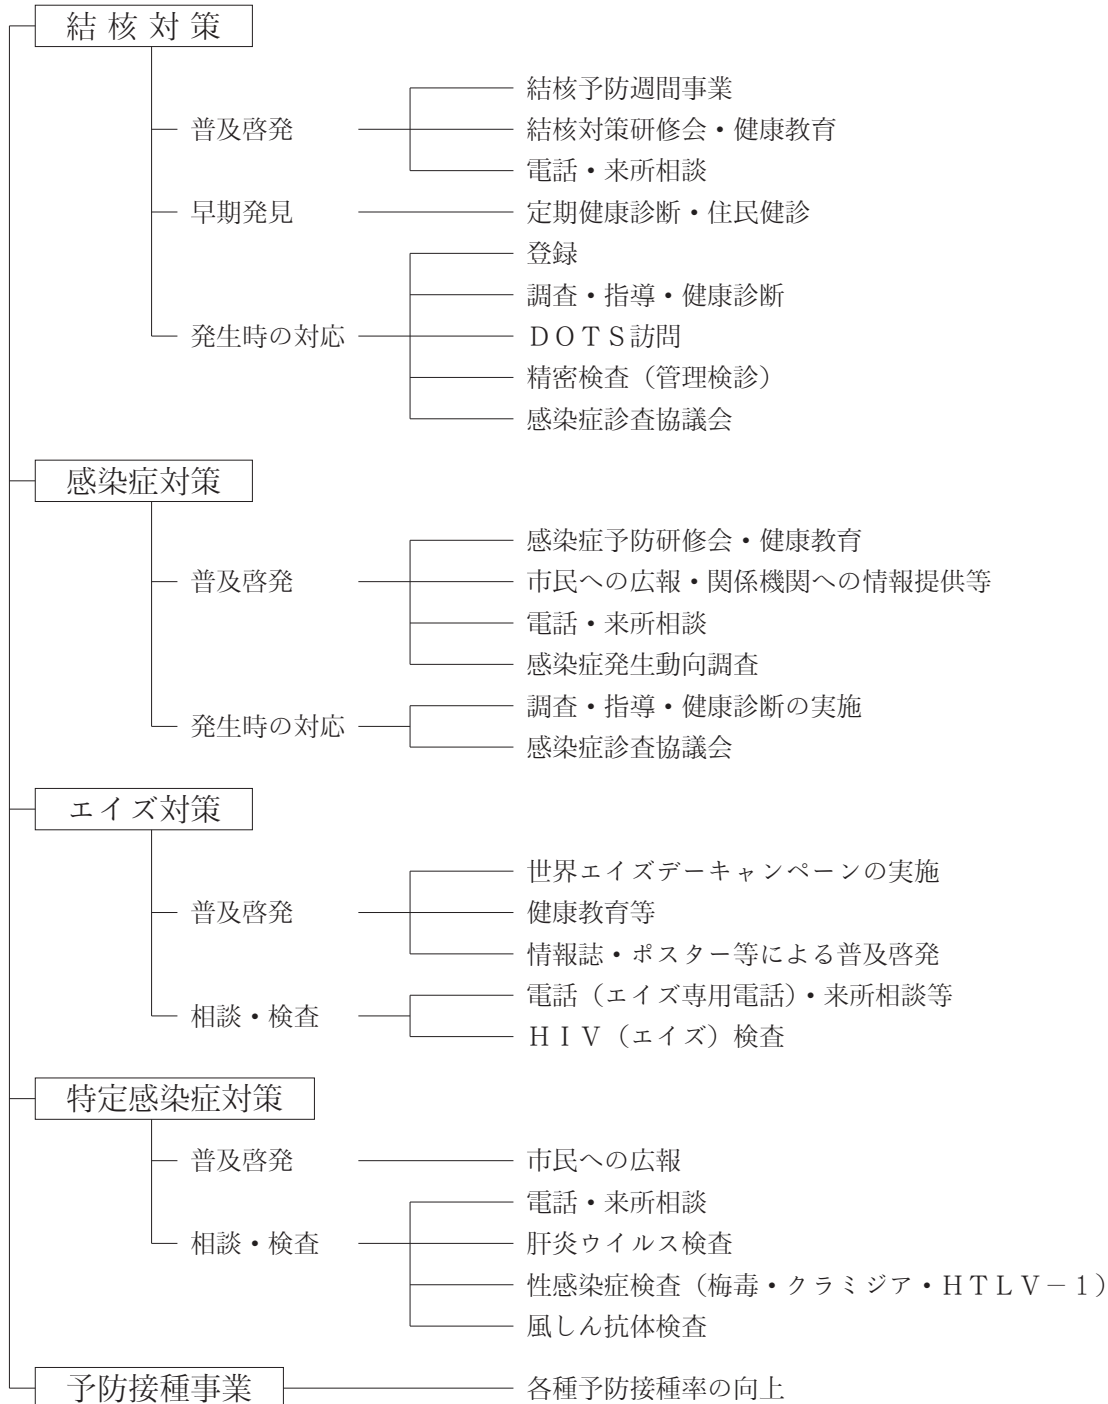 結核対策
結核予防週間事業
普及啓発
結核対策研修会・健康教育
電話・来所相談
早期発見
定期健康診断・住民健診
登録
調査・指導・健康診断
発生時の対応
ＤＯＴＳ訪問
精密検査（管理検診）
感染症診査協議会
感染症対策
感染症予防研修会・健康教育
普及啓発
市民への広報・関係機関への情報提供等
電話・来所相談
感染症発生動向調査
調査・指導・健康診断の実施
発生時の対応
感染症診査協議会
エイズ対策
世界エイズデーキャンペーンの実施
普及啓発
健康教育等
情報誌・ポスター等による普及啓発
電話（エイズ専用電話）・来所相談等
相談・検査
ＨＩＶ（エイズ）検査
特定感染症対策
普及啓発
市民への広報
電話・来所相談
相談・検査
肝炎ウイルス検査
性感染症検査（梅毒・クラミジア・ＨＴＬＶ－１）
風しん抗体検査
予防接種事業
各種予防接種率の向上